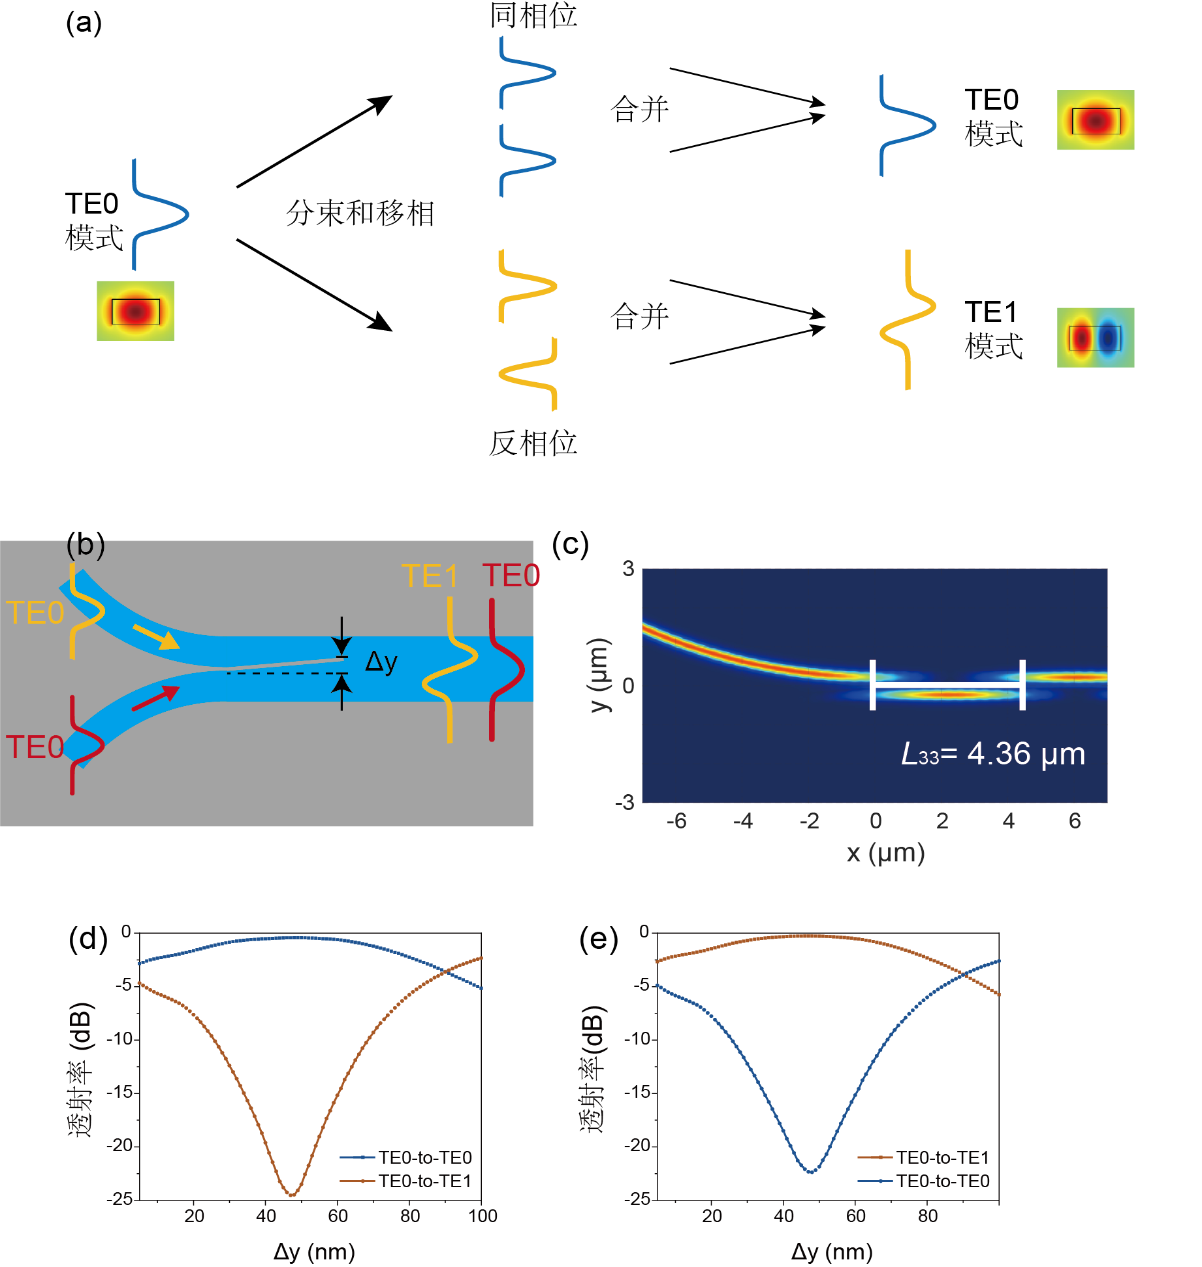 (a)
同相位
TE0
模式
分束和移相
合并
TE0
模式
合并
TE1
模式
反相位
(b)
TE0
TE0
Δy
TE1
TE0
(c)
3
0
-3
y (μm)
-6
-4
-2
0
2
4
6
x (μm)
L33= 4.36 μm
(d)
0
-5
-10
-15
-20
-25
透射率 (dB)
TE0-to-TE0
TE0-to-TE1
20
40
60
80
100
Δy (nm)
(e)
0
-5
-10
-15
-20
-25
透射率(dB)
TE0-to-TE1
TE0-to-TE0
20
40
60
80
Δy (nm)